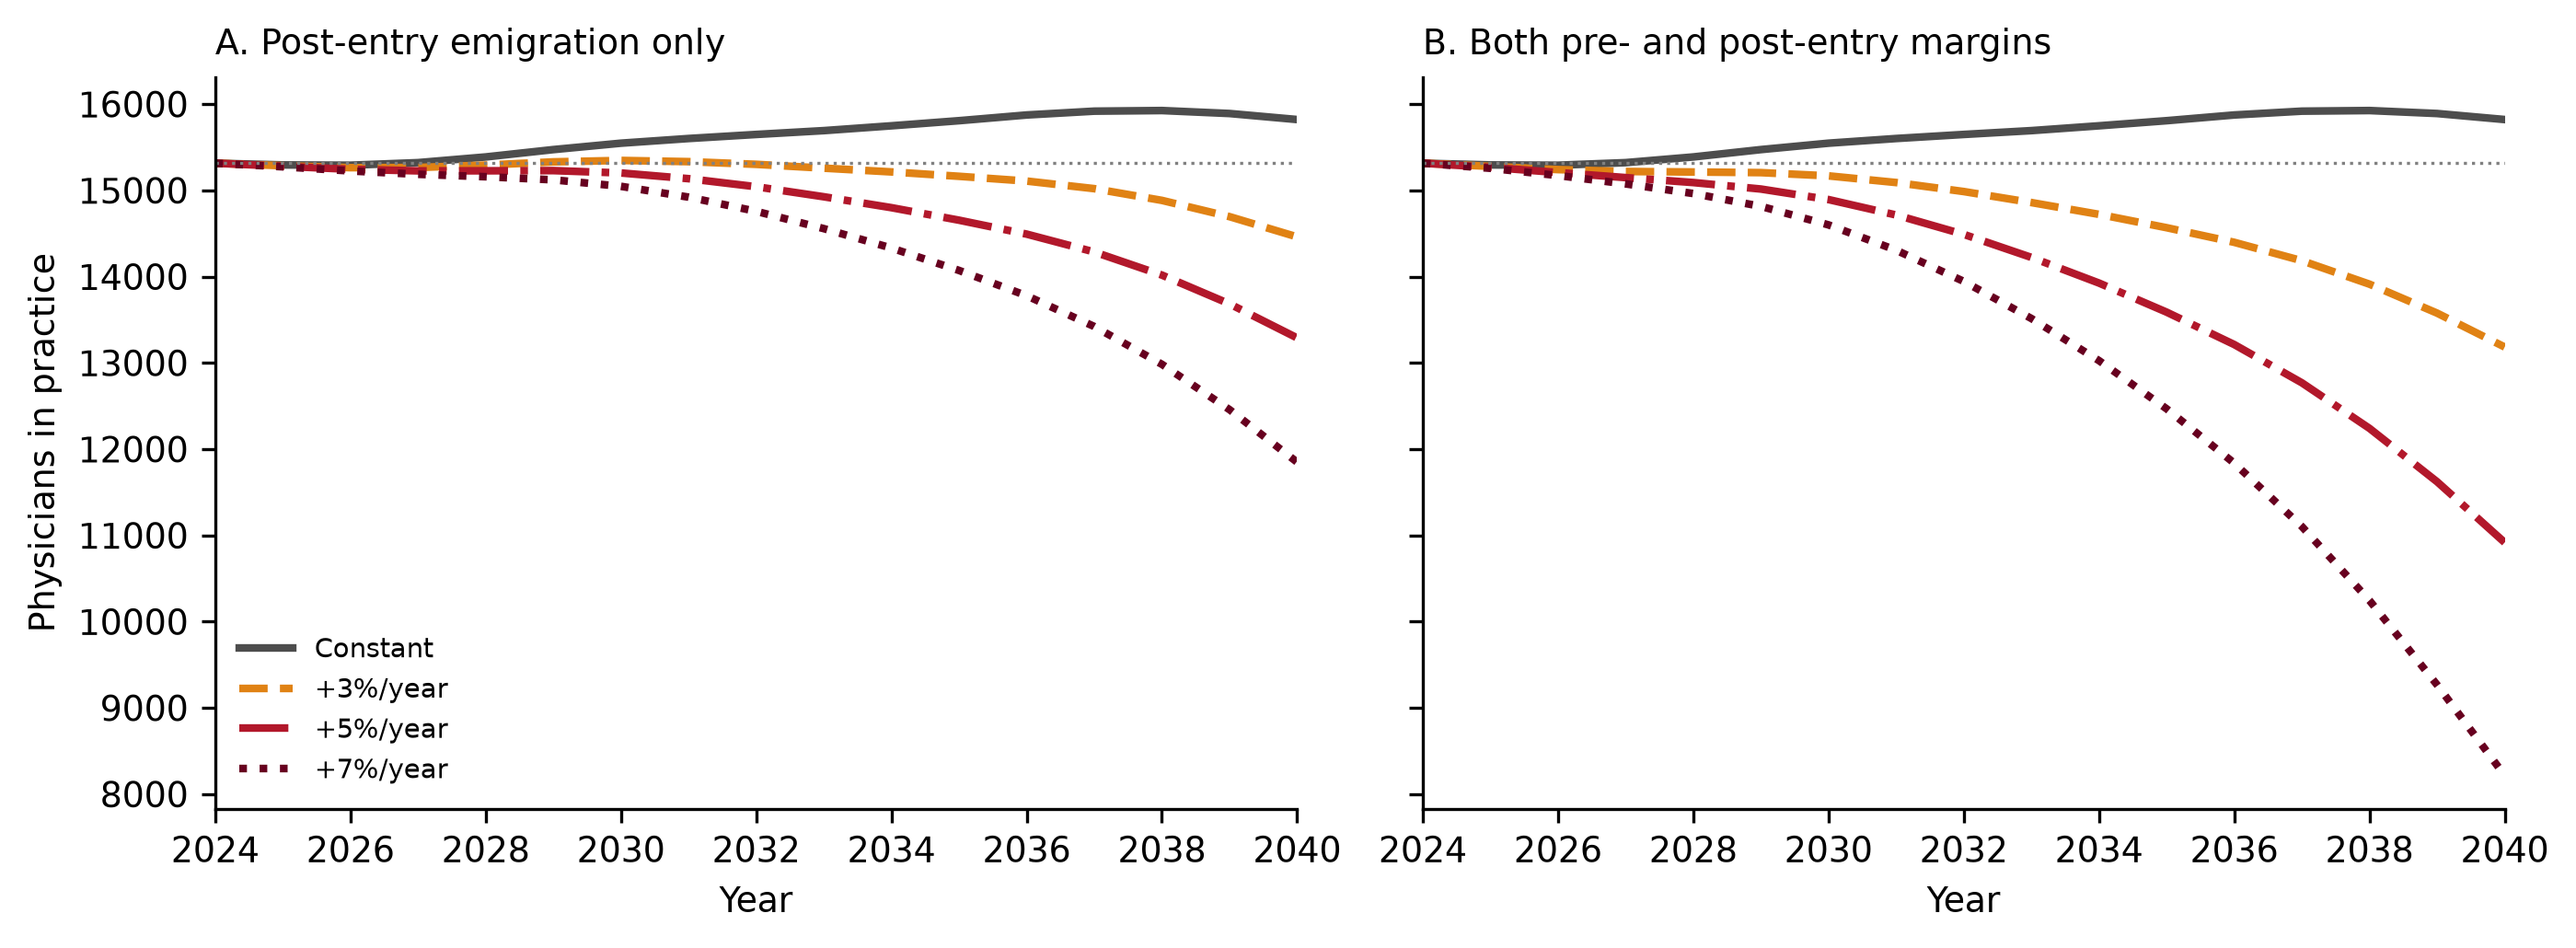 A. Post-entry emigration only
B. Both pre- and post-entry margins
Physicians in practice
16000
15000
14000
13000
12000
11000
10000
9000
8000
Constant
+3%/year
+5%/year
+7%/year
2024 2026 2028 2030 2032 2034 2036 2038 2040
2024 2026 2028 2030 2032 2034 2036 2038 2040
Year
Year